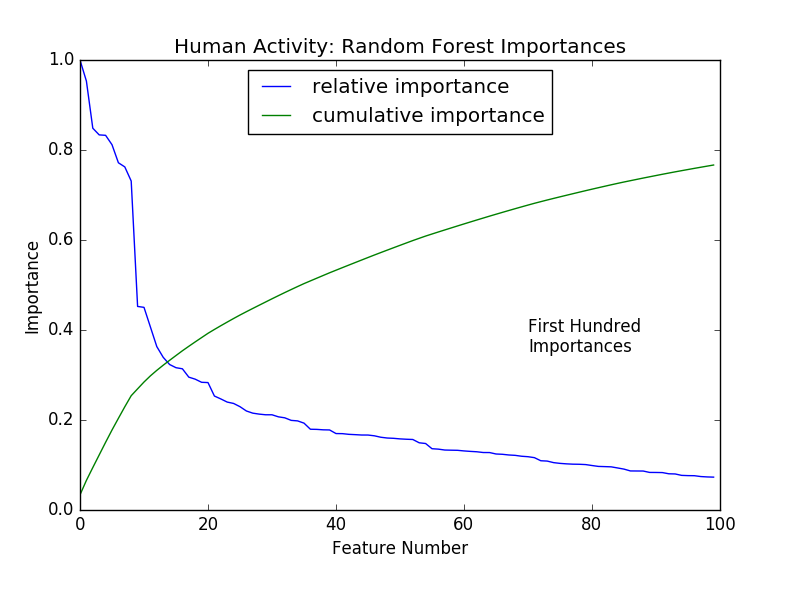 Human Activity: Random Forest Importances
relative importance
cumulative importance
1.0
0.8
0.6
0.4
0.2
0.0
Importance
First Hundred
Importances
0 20 40 60 80 100
Feature Number